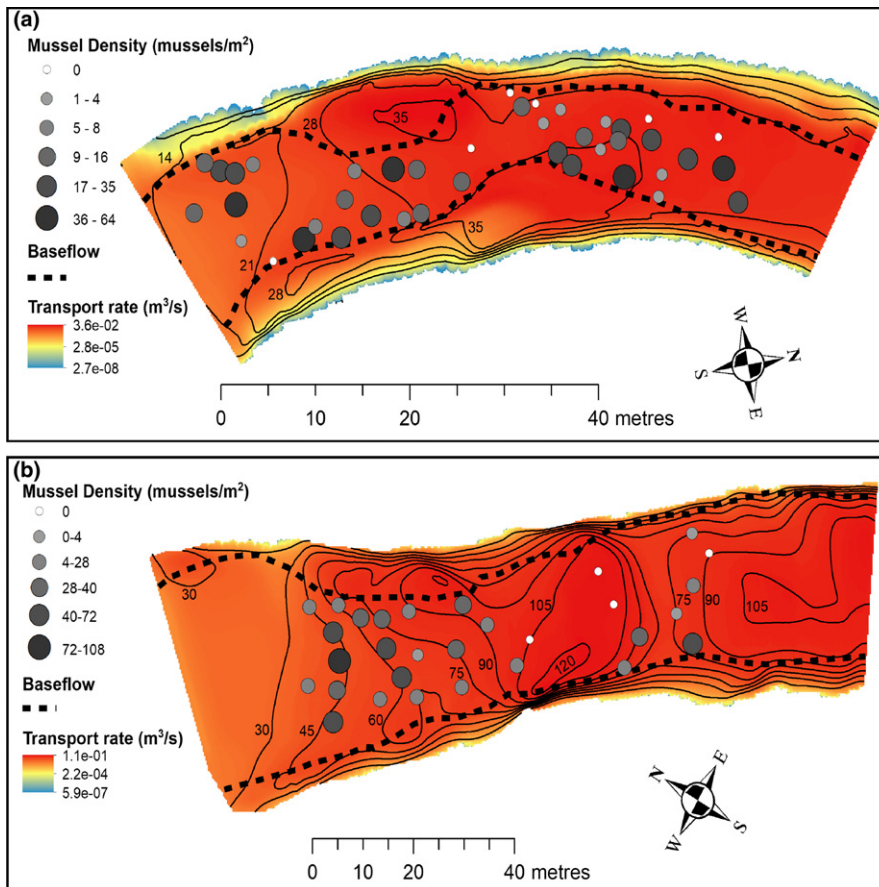 (a)
Mussel Density (mussels/m²)
0
1 - 4
5 - 8
9 - 16
17 - 35
36 - 64
Baseflow
Transport rate (m³/s)
3.6e-02
2.8e-05
2.7e-08
14
28
35
21
28
35
W
N
S
E
0
10
20
40 metres
(b)
Mussel Density (mussels/m²)
0
0-4
4-28
28-40
40-72
72-108
Baseflow
Transport rate (m³/s)
1.1e-01
2.2e-04
5.9e-07
30
105
75
90
105
75
90
120
60
30
45
N
E
W
S
0
10
20
40 metres